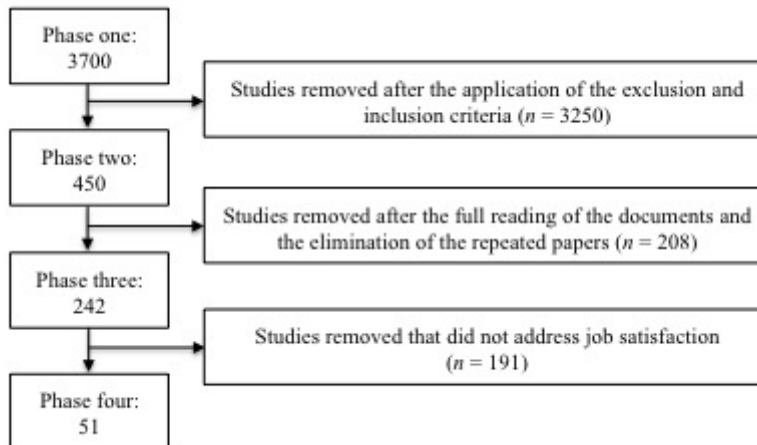 Phase one:
3700
Studies removed after the application of the exclusion and
inclusion criteria (n = 3250)
Phase two:
450
Studies removed after the full reading of the documents and
the elimination of the repeated papers (n = 208)
Phase three:
242
Studies removed that did not address job satisfaction
(n = 191)
Phase four:
51